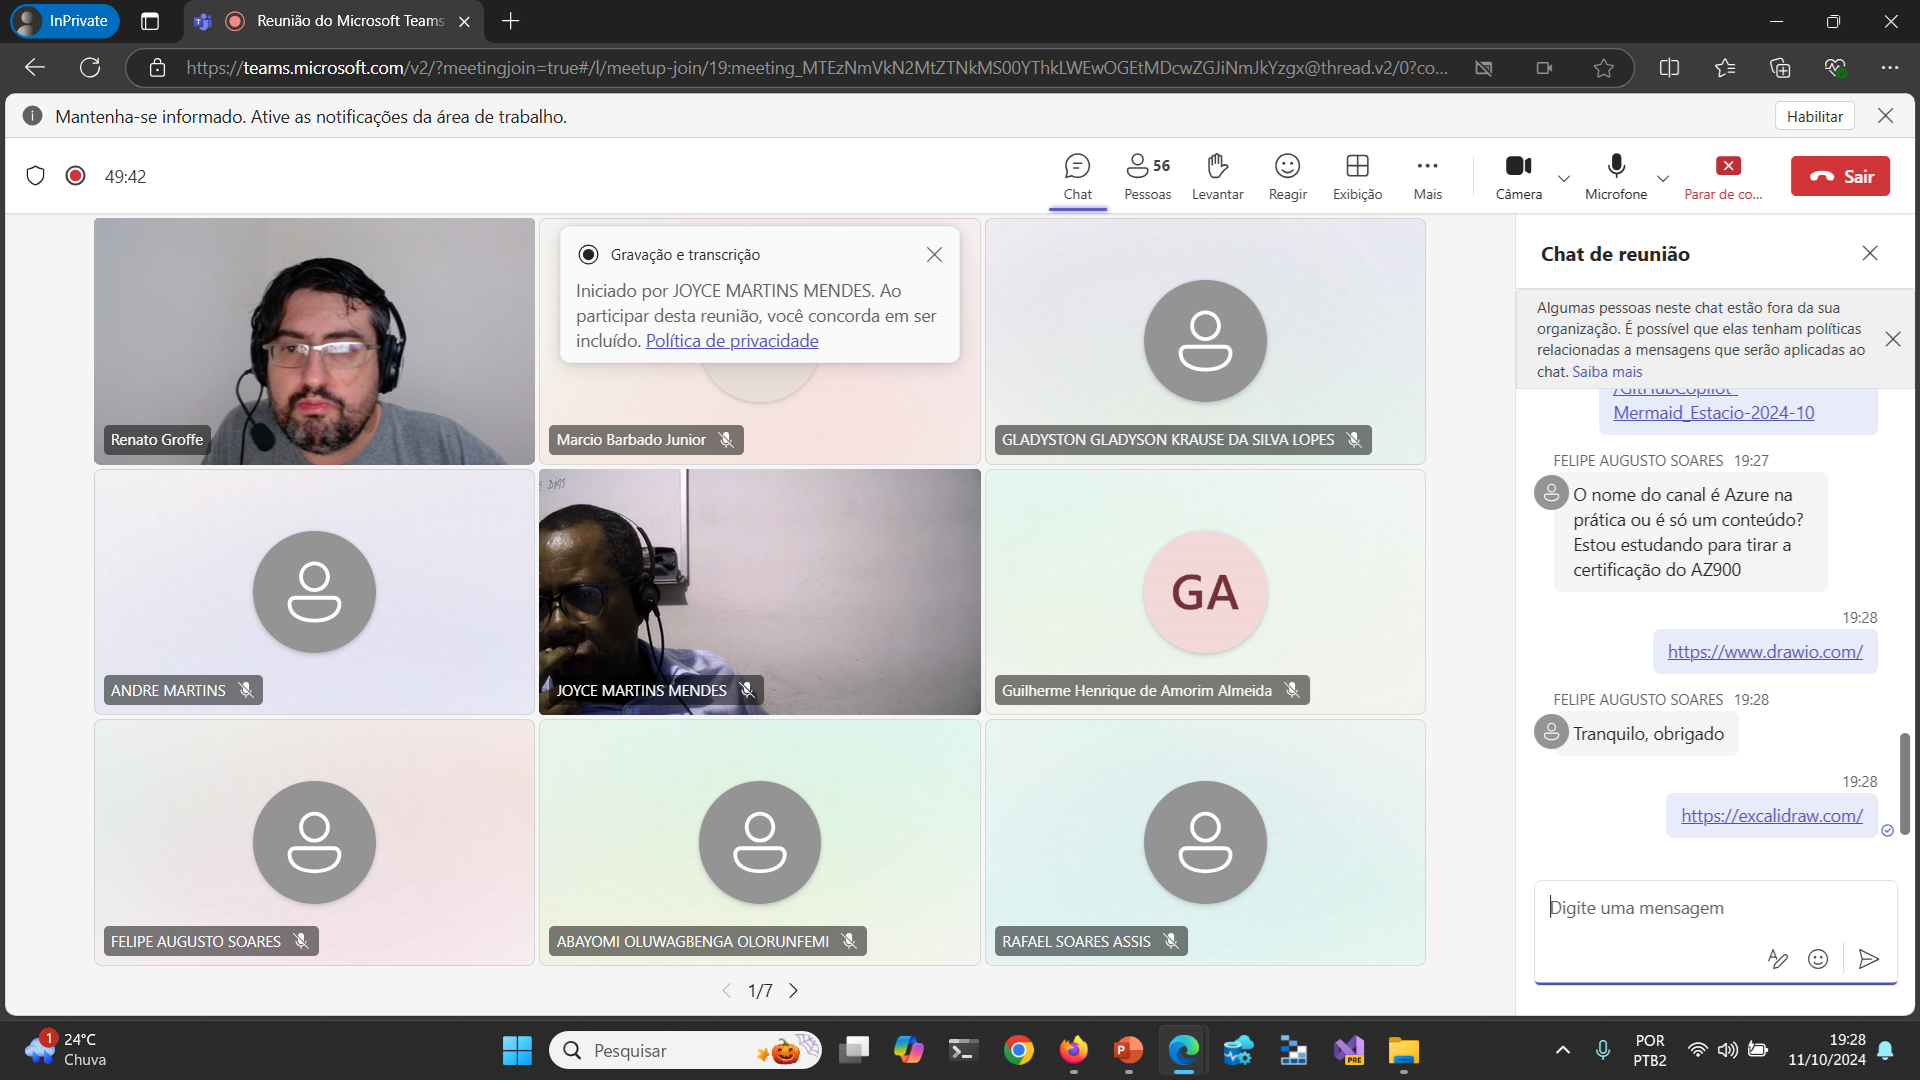 InPrivate
Reunião do Microsoft Teams
https://teams.microsoft.com/v2/?meetingjoin=true#/l/meetup-join/19:meeting_MTEzNmVkN2MtZTNkMS00YThkLWEwOGEtMDcwZGJiNmJkYzgx@thread.v2/0?co...
Mantenha-se informado. Ative as notificações da área de trabalho.
Habilitar
49:42
Chat
56
Pessoas
Levantar
Reagir
Exibição
Mais
Câmera
Microfone
Parar de co...
Sair
Renato Groffe
Gravação e transcrição
Iniciado por JOYCE MARTINS MENDES. Ao
participar desta reunião, você concorda em ser
incluído. Política de privacidade
Marcio Barbado Junior
GLADYSTON GLADYSON KRAUSE DA SILVA LOPES
ANDRE MARTINS
JOYCE MARTINS MENDES
GA
Guilherme Henrique de Amorim Almeida
FELIPE AUGUSTO SOARES
ABAYOMI OLUWAGBENGA OLORUNFEMI
RAFAEL SOARES ASSIS
1/7
Chat de reunião
Algumas pessoas neste chat estão fora da sua
organização. É possível que elas tenham políticas
relacionadas a mensagens que serão aplicadas ao
chat. Saiba mais
/GitHubCopilot-
Mermaid_Estacio-2024-10
FELIPE AUGUSTO SOARES 19:27
O nome do canal é Azure na
prática ou é só um conteúdo?
Estou estudando para tirar a
certificação do AZ900
19:28
https://www.drawio.com/
FELIPE AUGUSTO SOARES 19:28
Tranquilo, obrigado
19:28
https://excalidraw.com/
Digite uma mensagem
1
24°C
Chuva
Pesquisar
PRE
POR
PTB2
19:28
11/10/2024